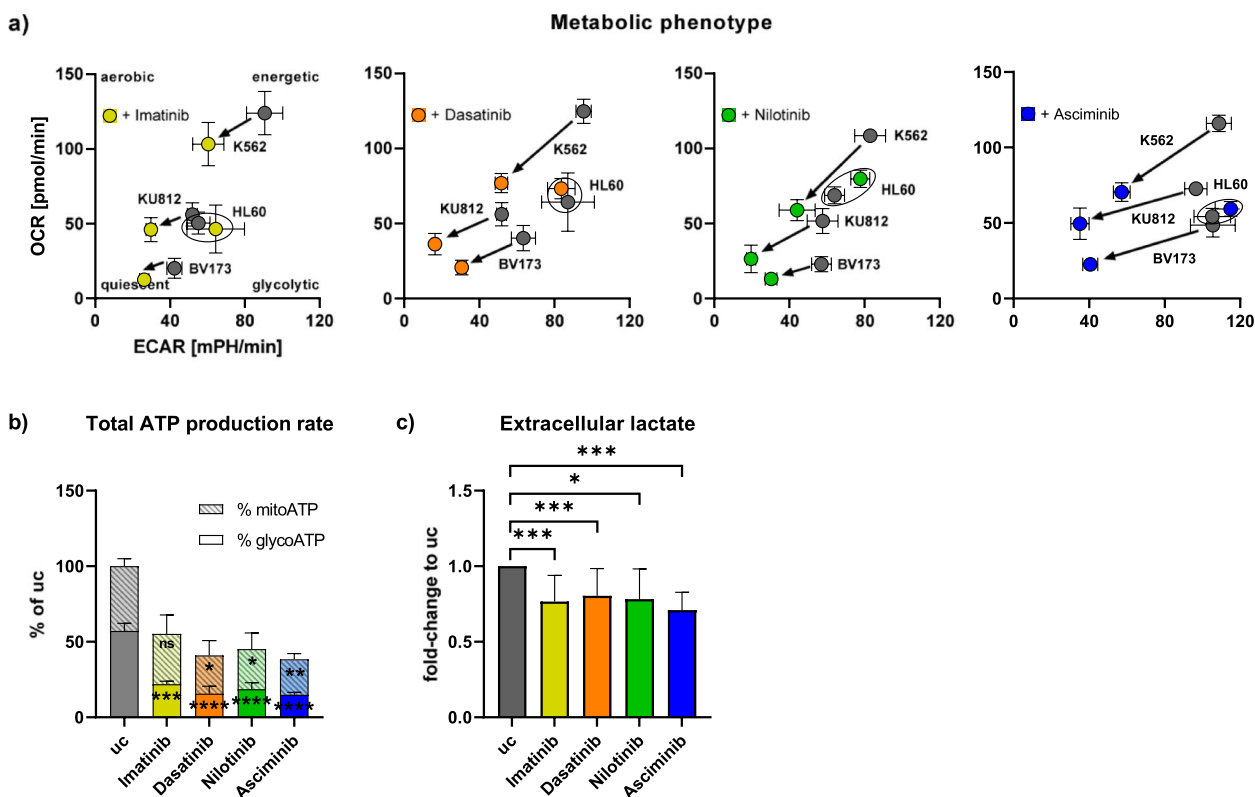 a)
Metabolic phenotype
OCR [pmol/min]
150
100
50
0
0
40
80
120
ECAR [mPH/min]
aerobic
energetic
+ Imatinib
K562
KU812
HL60
BV173
quiescent
glycolytic
150
100
50
0
0
40
80
120
+ Dasatinib
K562
HL60
KU812
BV173
150
100
50
0
0
40
80
120
+ Nilotinib
K562
HL60
KU812
BV173
150
100
50
0
0
40
80
120
+ Asciminib
K562
HL60
KU812
BV173
b)
Total ATP production rate
% of uc
150
100
50
0
% mitoATP
% glycoATP
ns
*
*
**
***
****
****
****
uc
Imatinib
Dasatinib
Nilotinib
Asciminib
c)
Extracellular lactate
***
*
***
***
fold-change to uc
1.5
1.0
0.5
0.0
uc
Imatinib
Dasatinib
Nilotinib
Asciminib